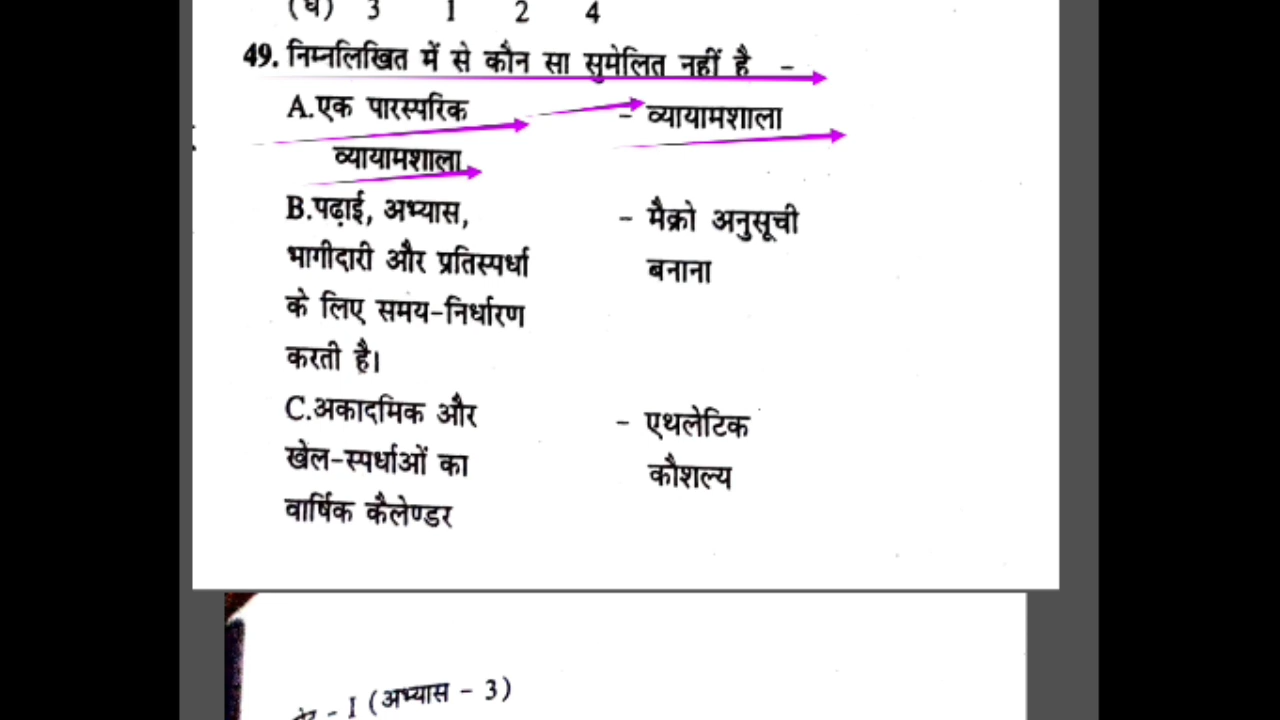 (घ) 3 1 2 4
49. निम्नलिखित में से कौन सा सुमेलित नहीं है -
A.एक पारस्परिक - व्यायामशाला
व्यायामशाला
B.पढ़ाई, अभ्यास, - मैक्रो अनुसूची
भागीदारी और प्रतिस्पर्धा बनाना
के लिए समय-निर्धारण
करती है।
C.अकादमिक और - एथलेटिक
खेल-स्पर्धाओं का कौशल्य
वार्षिक कैलेण्डर
- I (अभ्यास - 3)